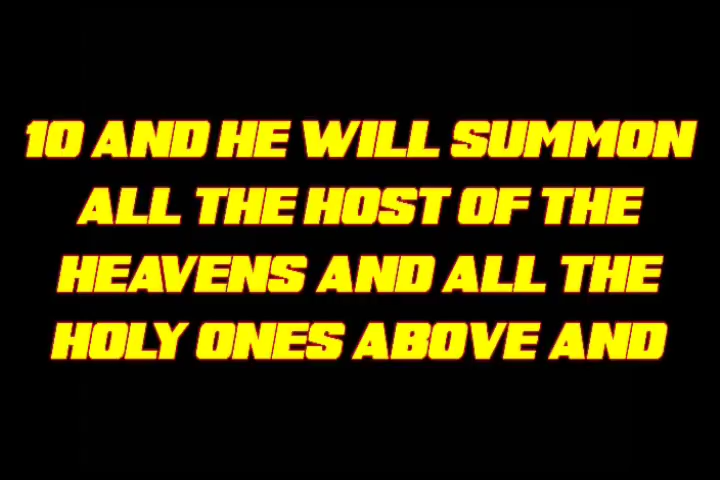 10 AND HE WILL SUMMON
ALL THE HOST OF THE
HEAVENS AND ALL THE
HOLY ONES ABOVE AND